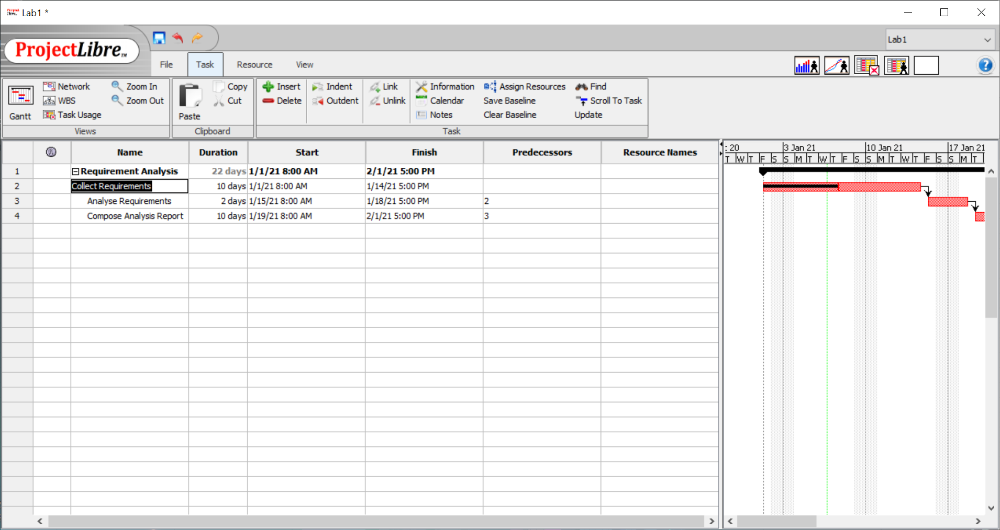 Lab1 *
ProjectLibre™
Lab1
File Task Resource View
Gantt
Network
WBS
Task Usage
Zoom In
Zoom Out
Views
Paste
Copy
Cut
Clipboard
Insert
Delete
Indent
Outdent
Link
Unlink
Information
Calendar
Notes
Assign Resources
Save Baseline
Clear Baseline
Find
Scroll To Task
Update
Task
Name Duration Start Finish Predecessors Resource Names
1 Requirement Analysis 22 days 1/1/21 8:00 AM 2/1/21 5:00 PM
2 Collect Requirements 10 days 1/1/21 8:00 AM 1/14/21 5:00 PM
3 Analyse Requirements 2 days 1/15/21 8:00 AM 1/18/21 5:00 PM 2
4 Compose Analysis Report 10 days 1/19/21 8:00 AM 2/1/21 5:00 PM 3
: 20 3 Jan 21 10 Jan 21 17 Jan 21
T W T F S S M T W T F S S M T W T F S S M T